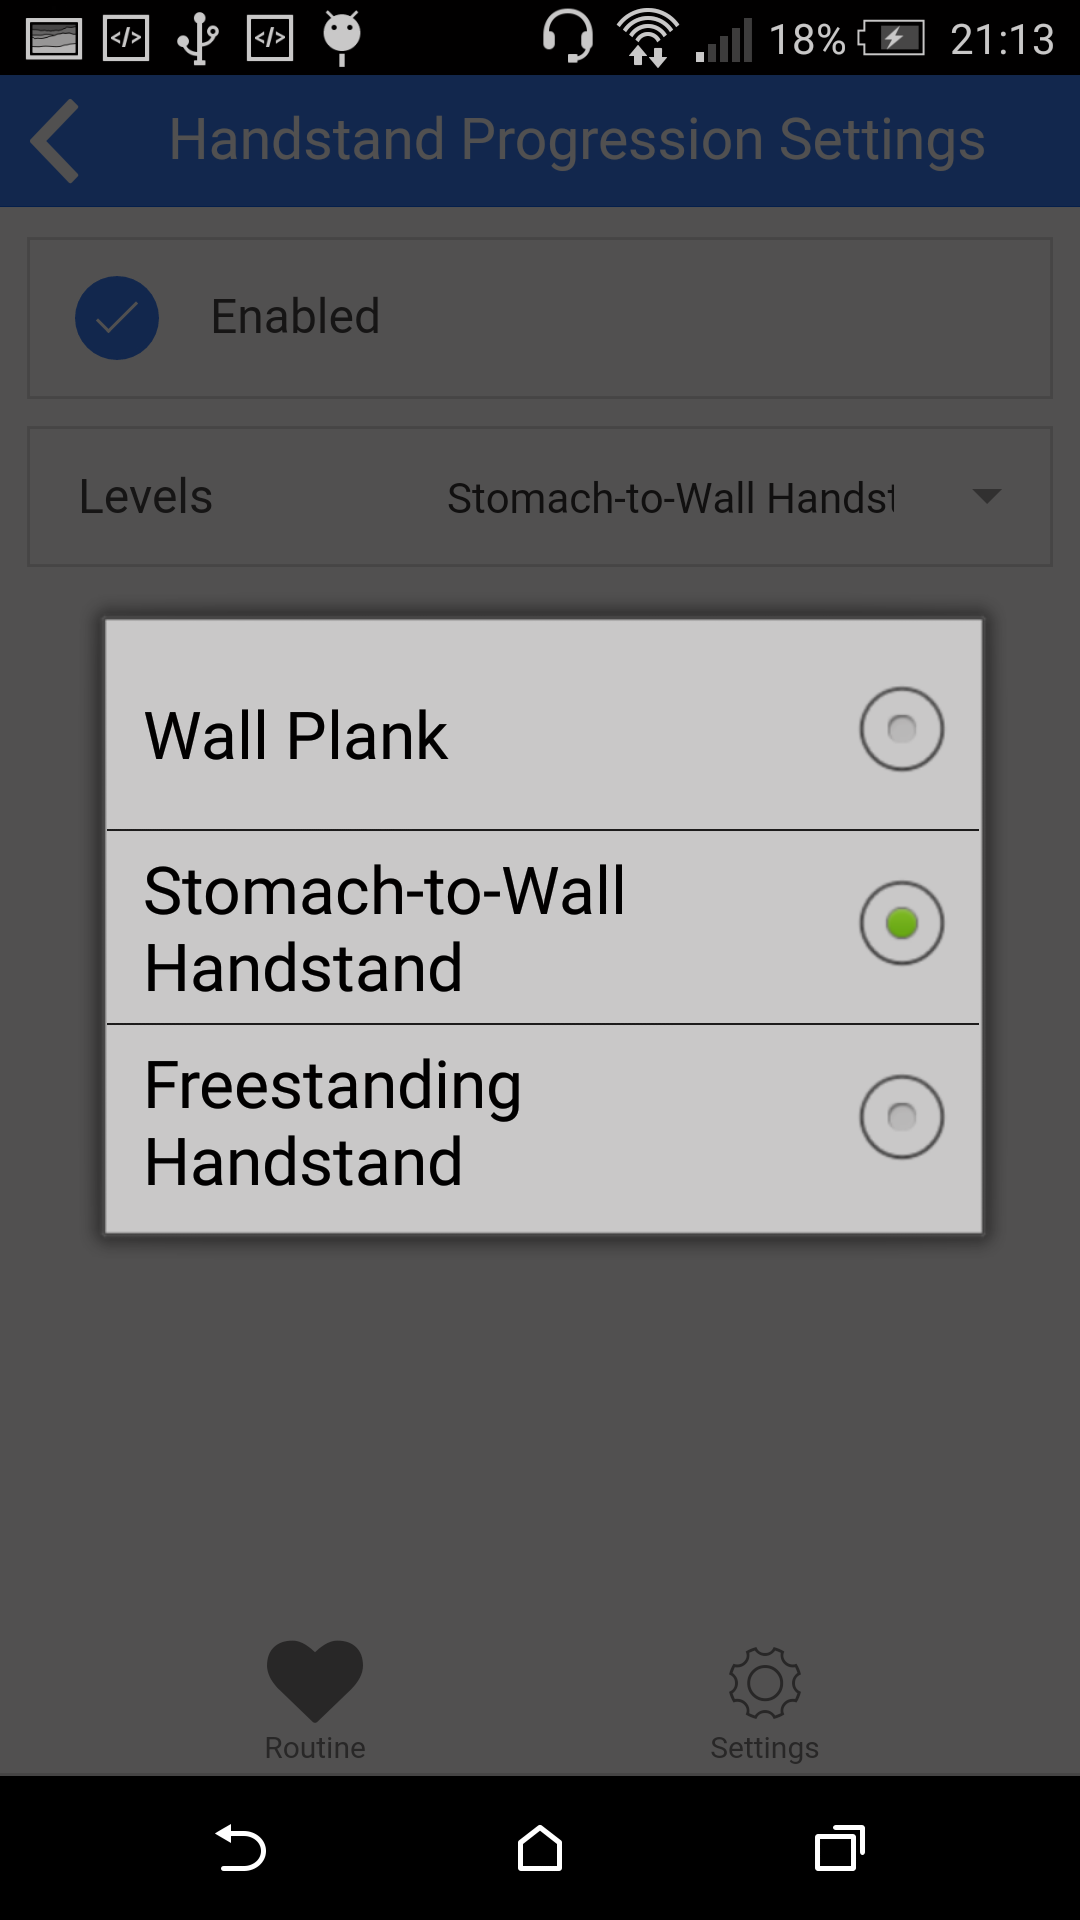 </> </> 18% 21:13
Handstand Progression Settings
Enabled
Levels Stomach-to-Wall Handst
Wall Plank
Stomach-to-Wall
Handstand
Freestanding
Handstand
Routine Settings